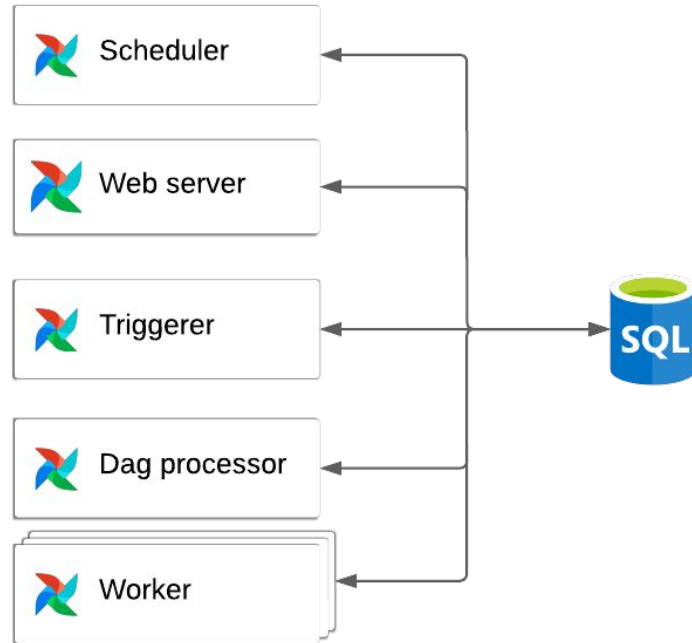 Scheduler
Web server
Triggerer
SQL
Dag processor
Worker